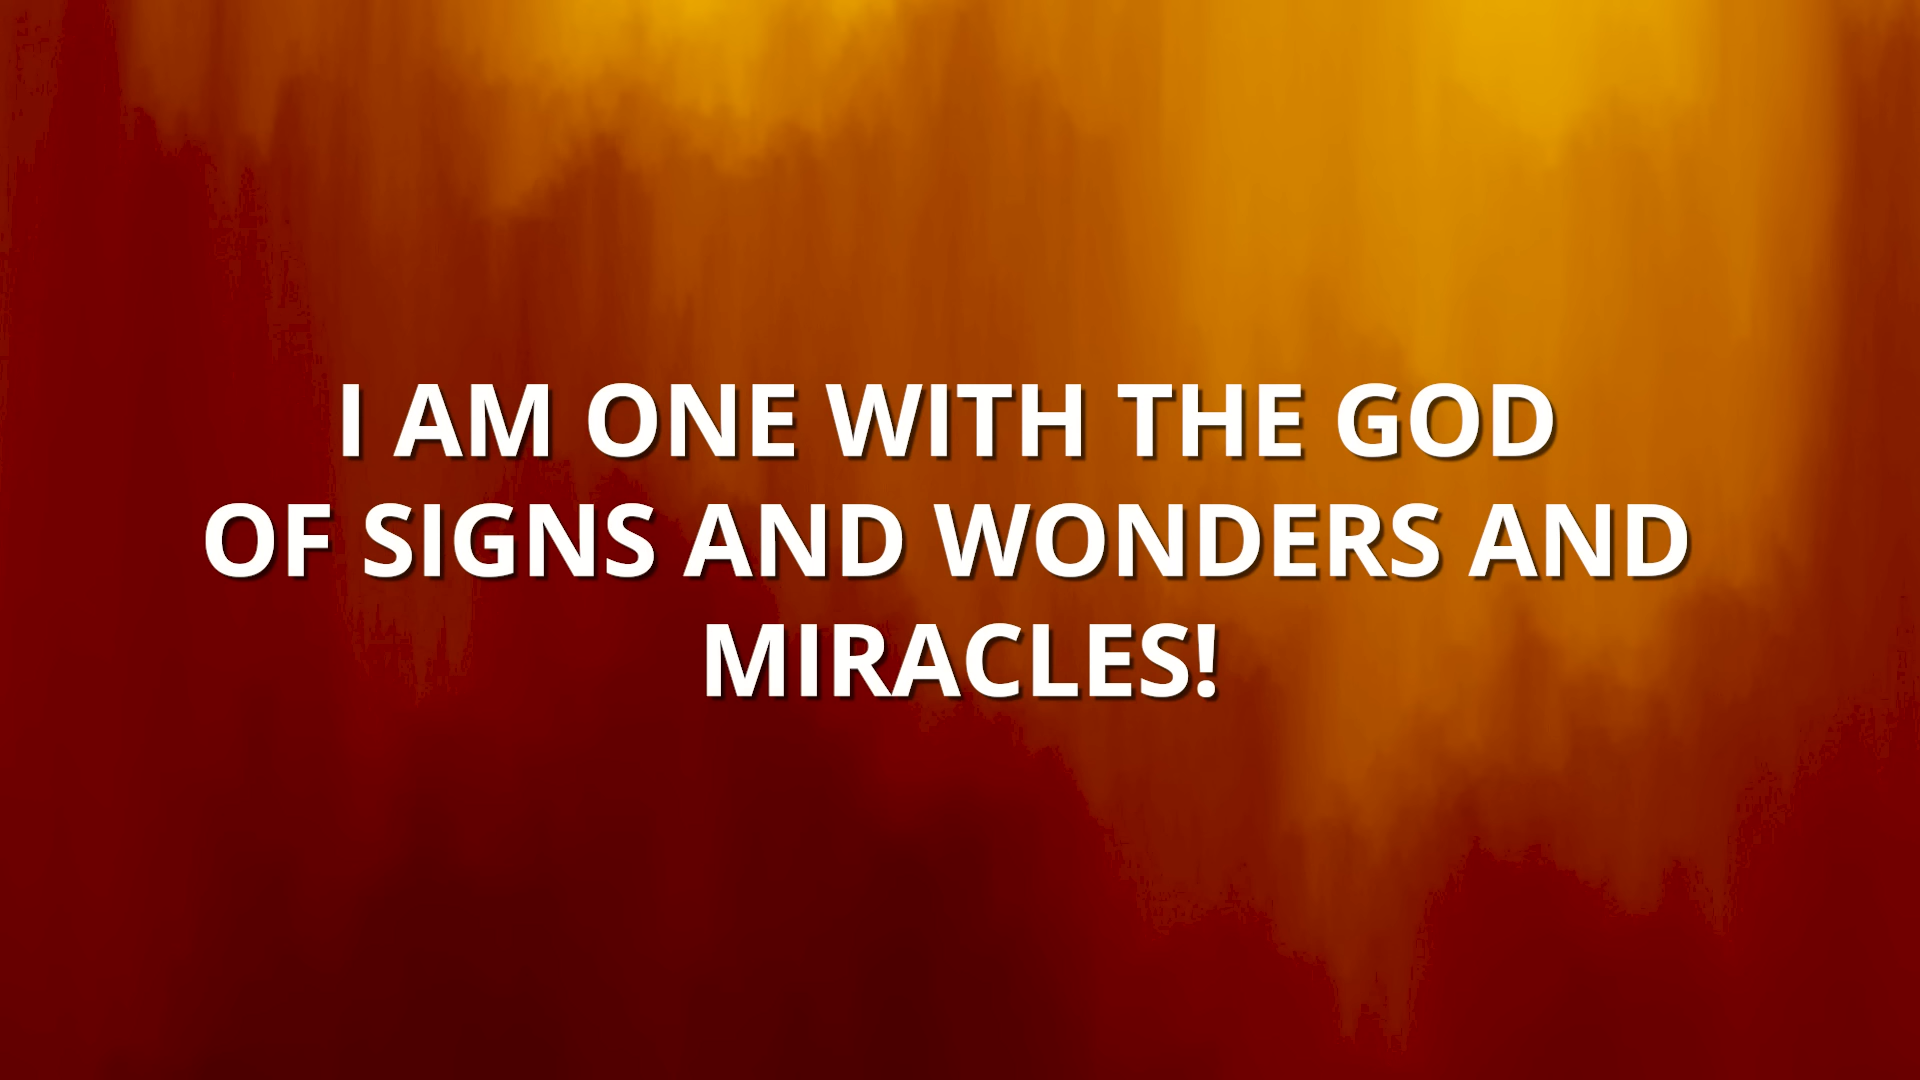 I AM ONE WITH THE GOD
OF SIGNS AND WONDERS AND
MIRACLES!